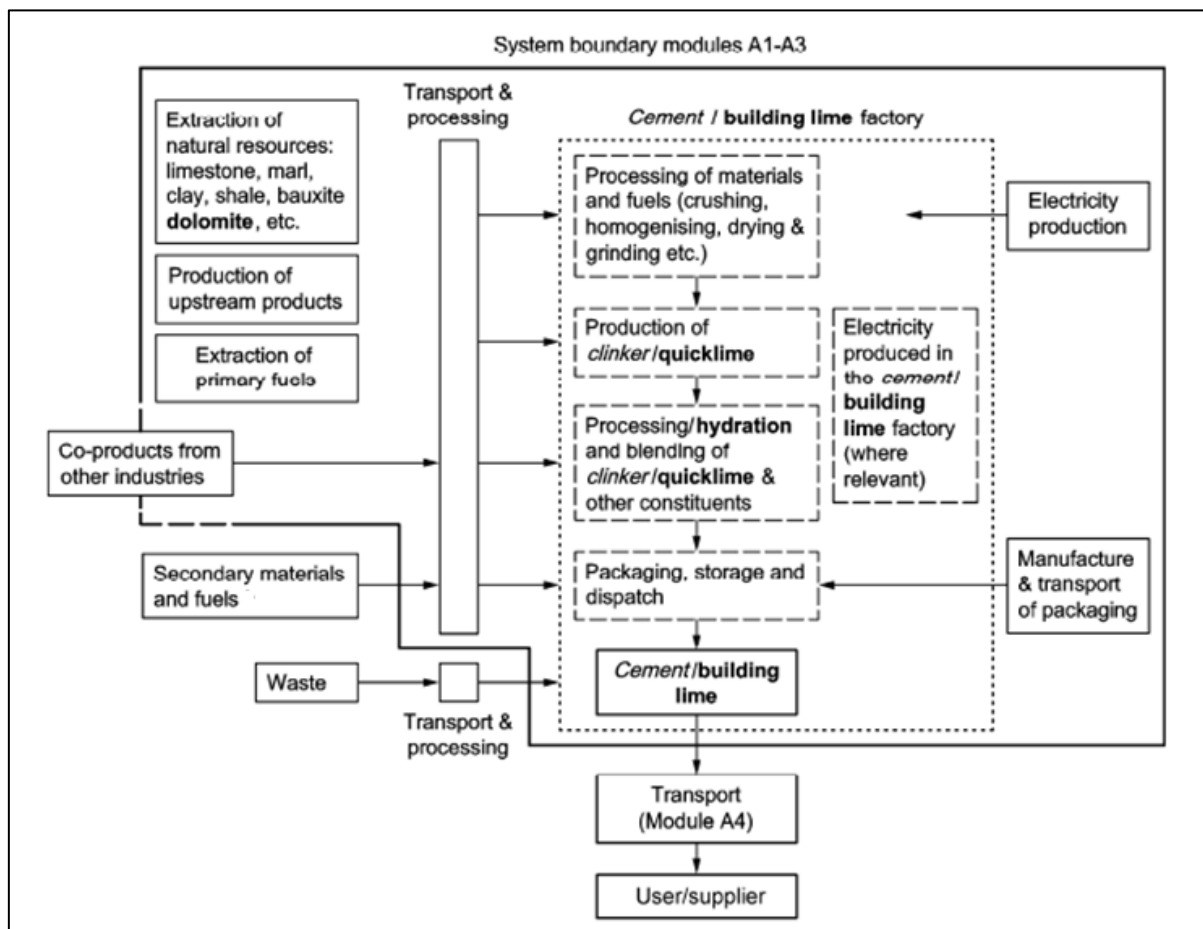 System boundary modules A1-A3
Extraction of
natural resources:
limestone, marl,
clay, shale, bauxite
dolomite, etc.
Production of
upstream products
Extraction of
primary fuels
Co-products from
other industries
Secondary materials
and fuels
Waste
Transport &
processing
Transport &
processing
Cement / building lime factory
Processing of materials
and fuels (crushing,
homogenising, drying &
grinding etc.)
Production of
clinker/quicklime
Processing/hydration
and blending of
clinker/quicklime &
other constituents
Packaging, storage and
dispatch
Cement/building
lime
Electricity
produced in
the cement/
building
lime factory
(where
relevant)
Electricity
production
Manufacture
& transport
of packaging
Transport
(Module A4)
User/supplier